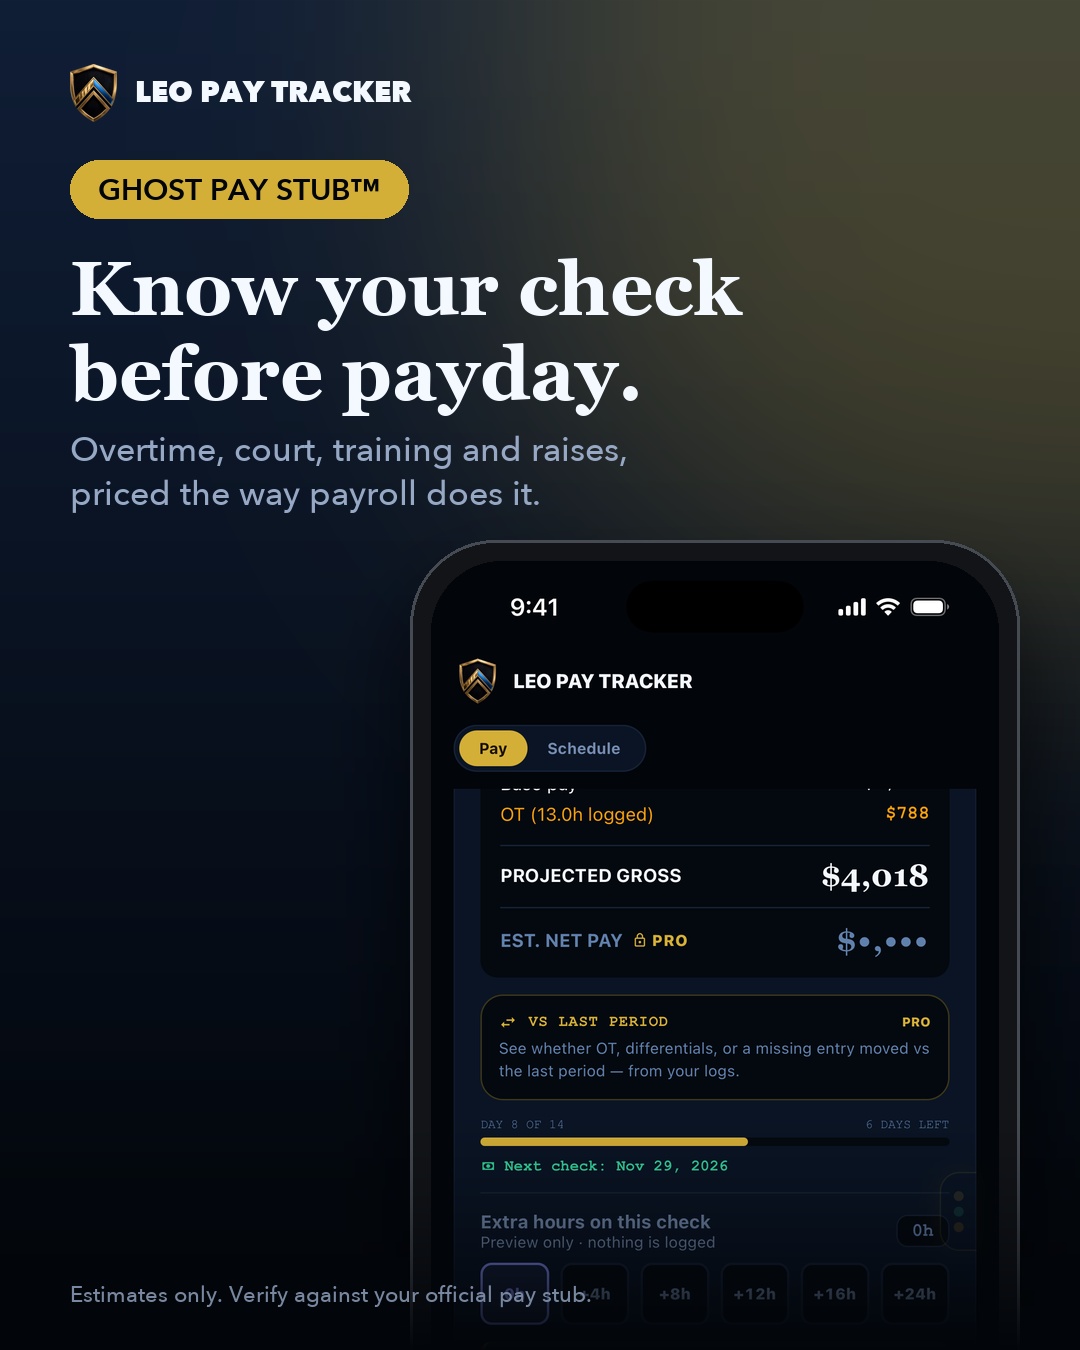 LEO PAY TRACKER
GHOST PAY STUB™
Know your check
before payday.
Overtime, court, training and raises,
priced the way payroll does it.
9:41
LEO PAY TRACKER
Pay
Schedule
OT (13.0h logged)
$788
PROJECTED GROSS
$4,018
EST. NET PAY PRO
$•,•••
VS LAST PERIOD
PRO
See whether OT, differentials, or a missing entry moved vs
the last period — from your logs.
DAY 8 OF 14
6 DAYS LEFT
Next check: Nov 29, 2026
Extra hours on this check
Preview only · nothing is logged
0h
+4h +8h +12h +16h +24h
Estimates only. Verify against your official pay stub.